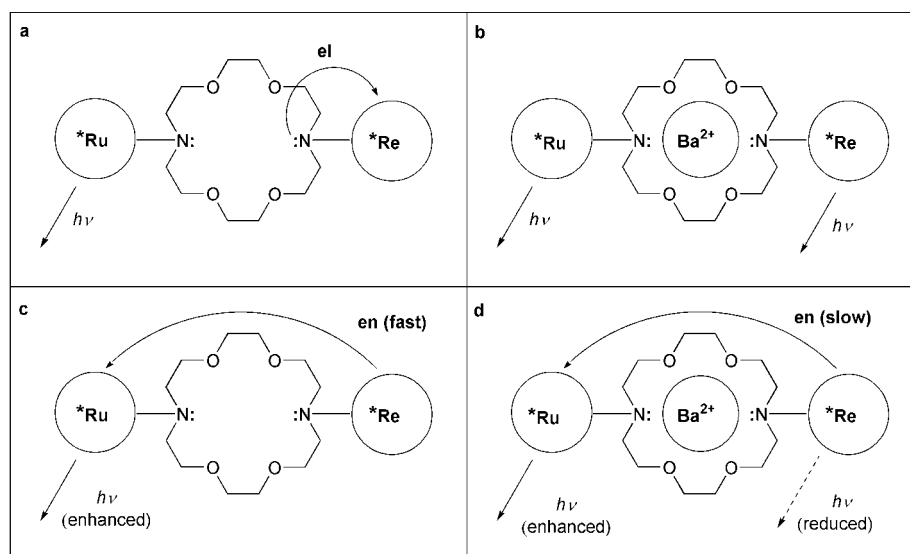 a
el
O O
*Ru N: :N *Re
O O
hν
b
O O
*Ru N: Ba²⁺ :N *Re
O O
hν hν
c
en (fast)
O O
*Ru N: :N *Re
O O
hν
(enhanced)
d
en (slow)
O O
*Ru N: Ba²⁺ :N *Re
O O
hν hν
(enhanced) (reduced)